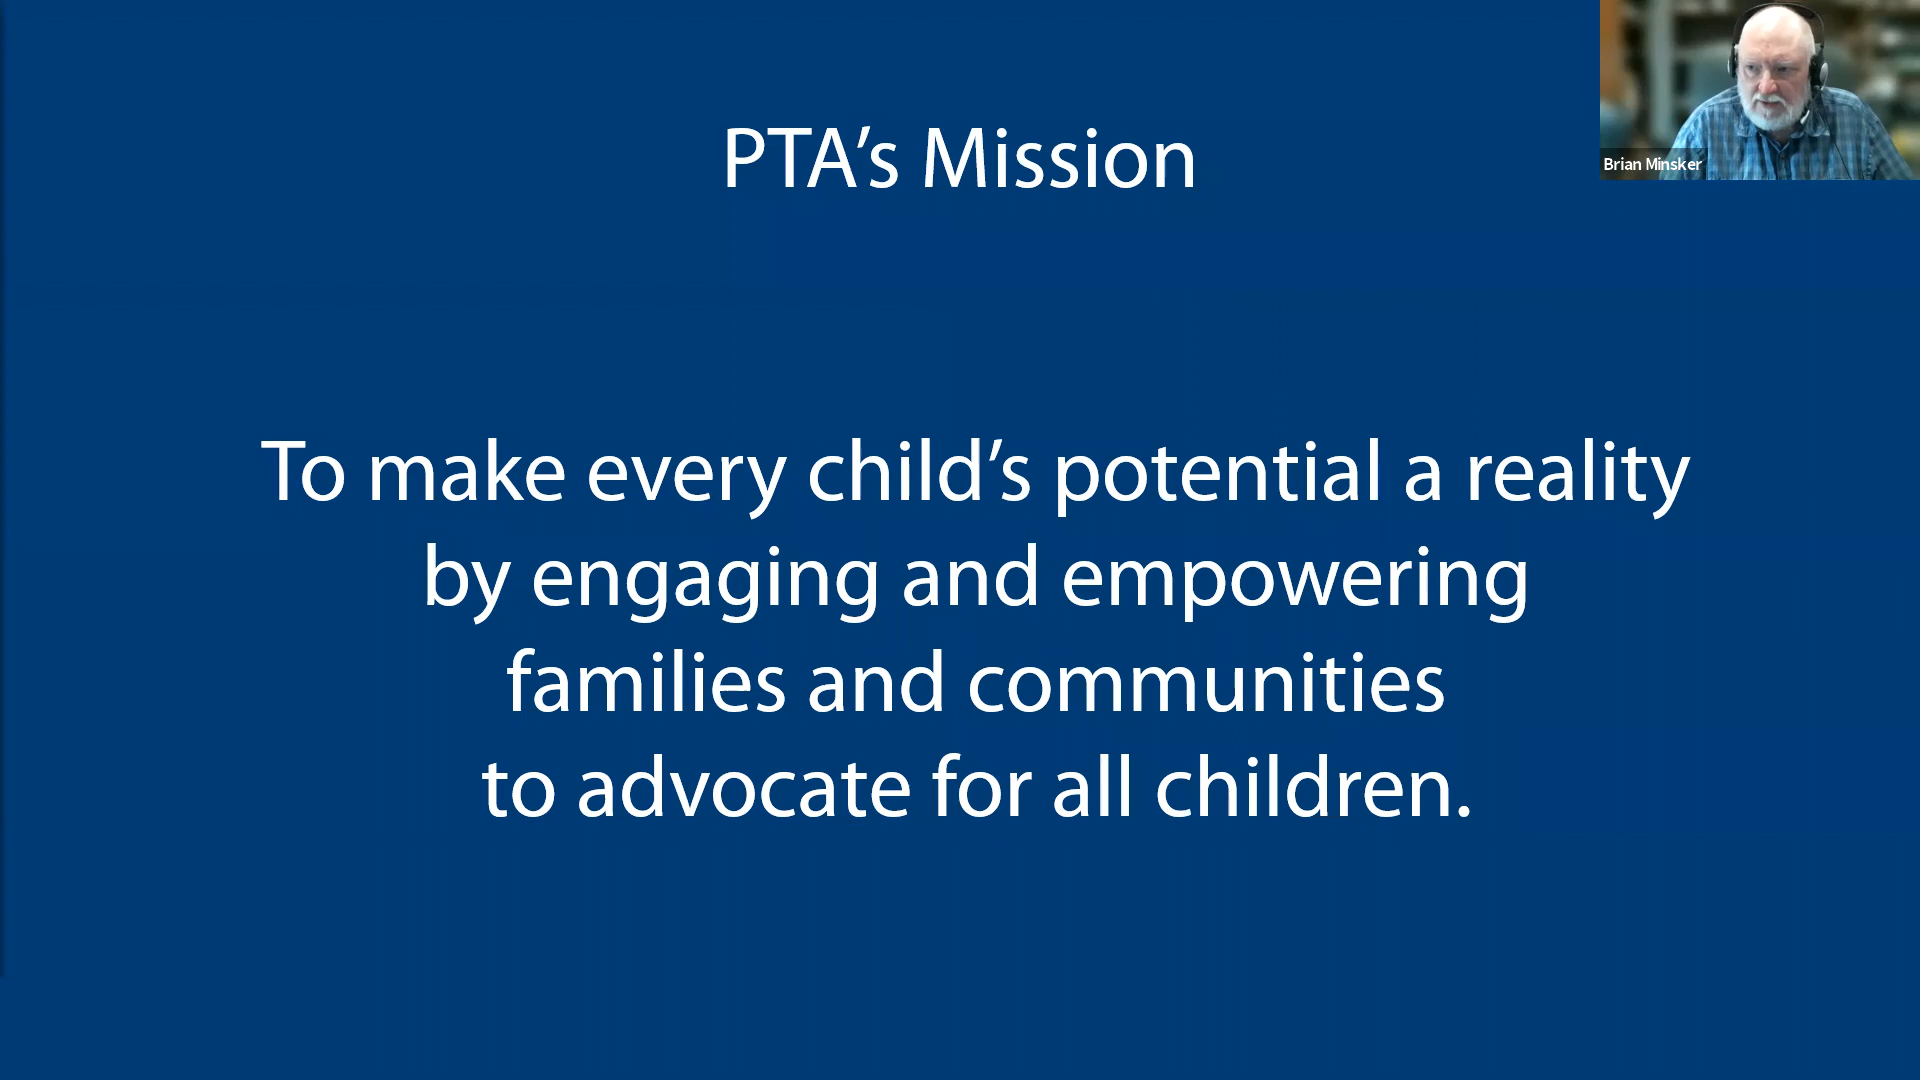 PTA’s Mission
Brian Minsker
To make every child’s potential a reality
by engaging and empowering
families and communities
to advocate for all children.